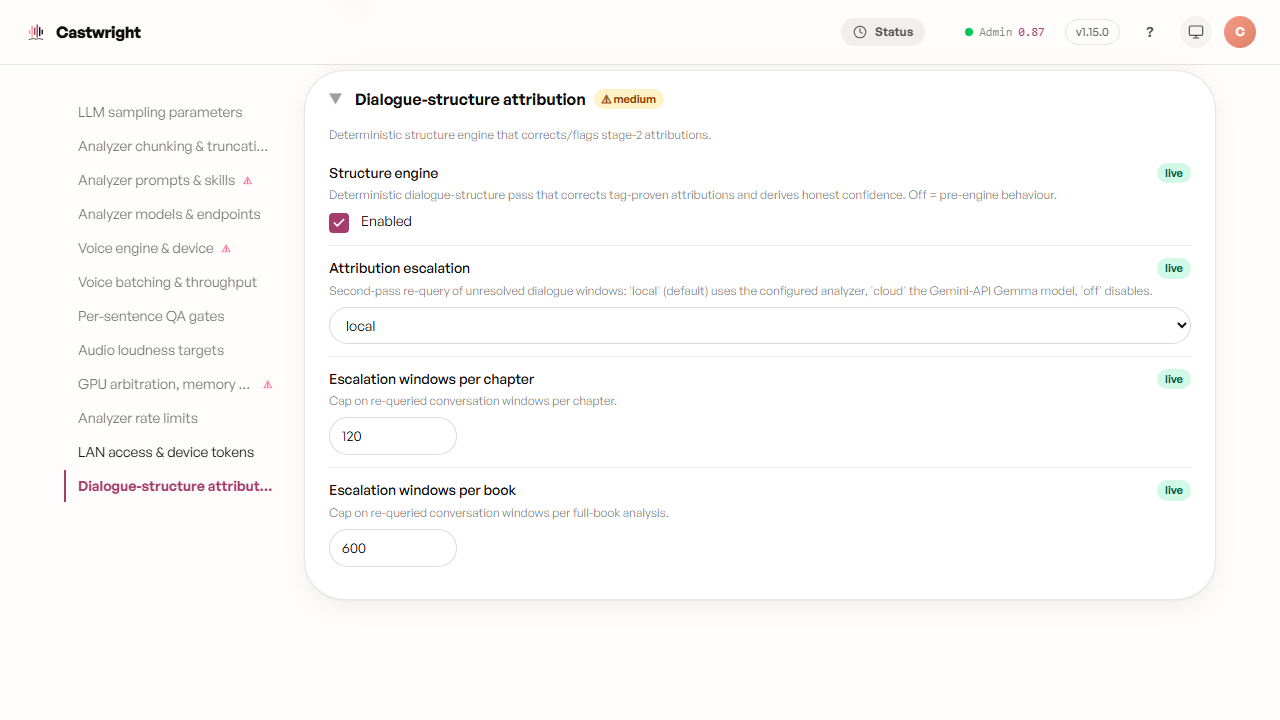 Castwright
Status
Admin 0.87
v1.15.0
?
C
LLM sampling parameters
Analyzer chunking & truncati...
Analyzer prompts & skills
Analyzer models & endpoints
Voice engine & device
Voice batching & throughput
Per-sentence QA gates
Audio loudness targets
GPU arbitration, memory ...
Analyzer rate limits
LAN access & device tokens
Dialogue-structure attribut...
Dialogue-structure attribution
medium
Deterministic structure engine that corrects/flags stage-2 attributions.
Structure engine
live
Deterministic dialogue-structure pass that corrects tag-proven attributions and derives honest confidence. Off = pre-engine behaviour.
Enabled
Attribution escalation
live
Second-pass re-query of unresolved dialogue windows: 'local' (default) uses the configured analyzer, 'cloud' the Gemini-API Gemma model, 'off' disables.
local
Escalation windows per chapter
live
Cap on re-queried conversation windows per chapter.
120
Escalation windows per book
live
Cap on re-queried conversation windows per full-book analysis.
600